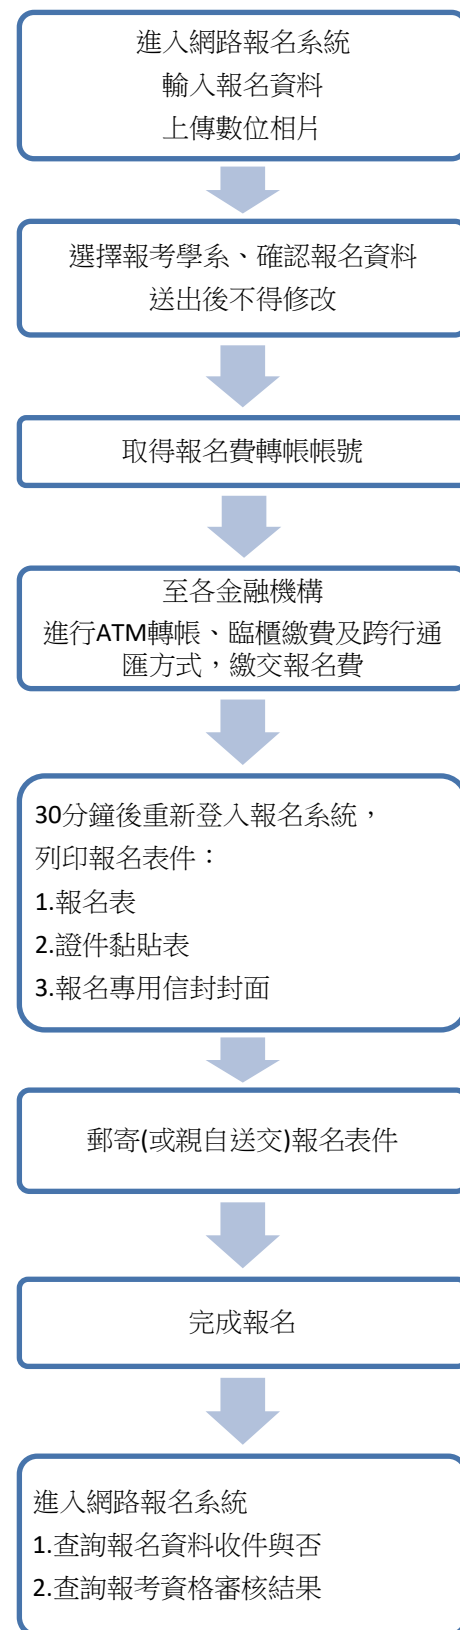 進入網路報名系統
輸入報名資料
上傳數位相片
選擇報考學系、確認報名資料
送出後不得修改
取得報名費轉帳帳號
至各金融機構
進行ATM轉帳、臨櫃繳費及跨行通
匯方式，繳交報名費
30分鐘後重新登入報名系統，
列印報名表件：
1.報名表
2.證件黏貼表
3.報名專用信封封面
郵寄(或親自送交)報名表件
完成報名
進入網路報名系統
1.查詢報名資料收件與否
2.查詢報考資格審核結果